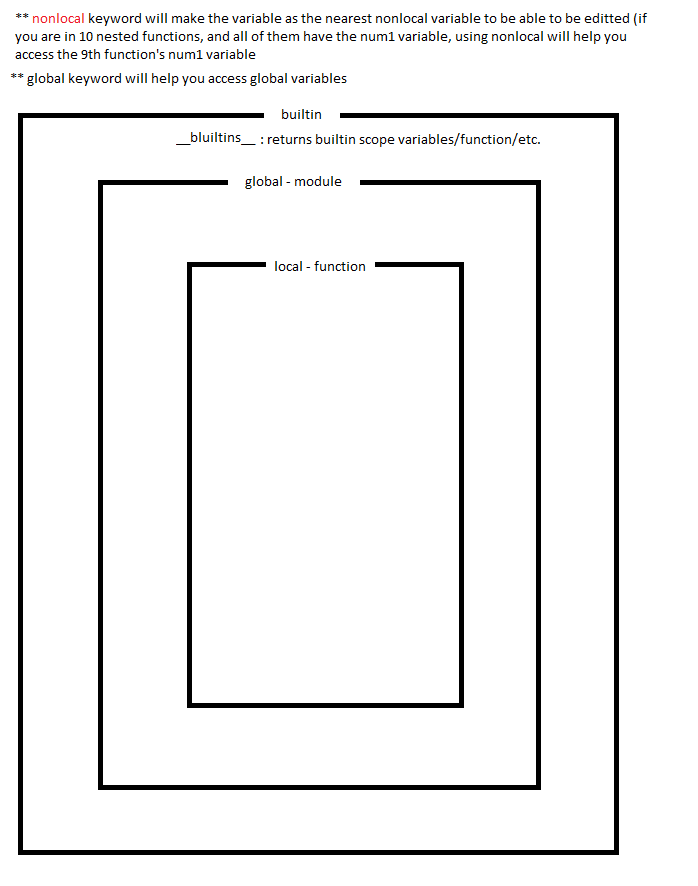 ** nonlocal keyword will make the variable as the nearest nonlocal variable to be able to be editted (if
you are in 10 nested functions, and all of them have the num1 variable, using nonlocal will help you
access the 9th function's num1 variable
** global keyword will help you access global variables
builtin
__bluiltins__ : returns builtin scope variables/function/etc.
global - module
local - function